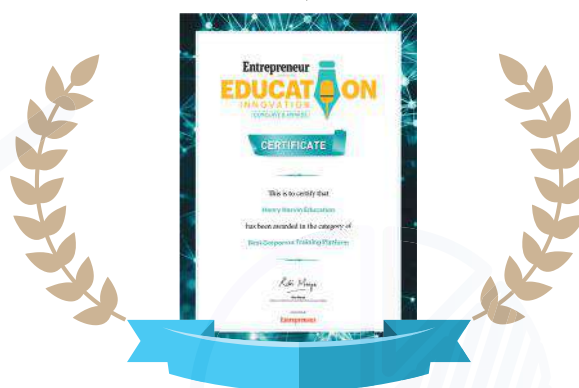 Entrepreneur
EDUCATION
INNOVATION
CERTIFICATE
This is to certify that
Henry Harvin Education
has been awarded in the category of
Best Corporate Training Platform
Entrepreneur